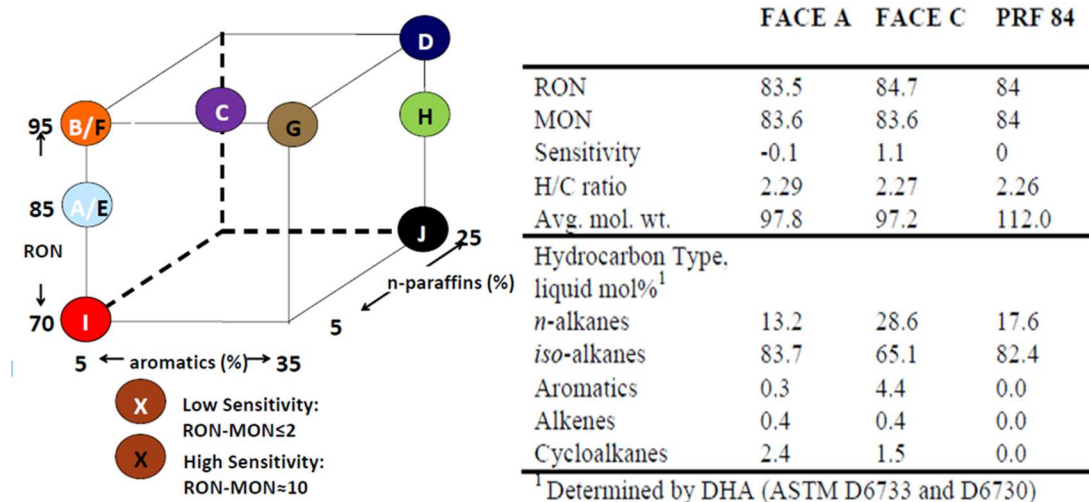 D
C
H
95
B/F
G
85
A/E
RON
J
25
n-paraffins (%)
70
I
5
5
aromatics (%)
35
X
Low Sensitivity:
RON-MON≤2
X
High Sensitivity:
RON-MON≈10
FACE A FACE C PRF 84
RON 83.5 84.7 84
MON 83.6 83.6 84
Sensitivity -0.1 1.1 0
H/C ratio 2.29 2.27 2.26
Avg. mol. wt. 97.8 97.2 112.0
Hydrocarbon Type,
liquid mol%¹
n-alkanes 13.2 28.6 17.6
iso-alkanes 83.7 65.1 82.4
Aromatics 0.3 4.4 0.0
Alkenes 0.4 0.4 0.0
Cycloalkanes 2.4 1.5 0.0
¹ Determined by DHA (ASTM D6733 and D6730)